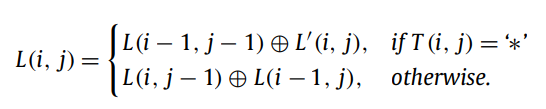 L(i, j) = { L(i − 1, j − 1) ⊕ L′(i, j), if T(i, j) = ‘*’
L(i, j − 1) ⊕ L(i − 1, j), otherwise.